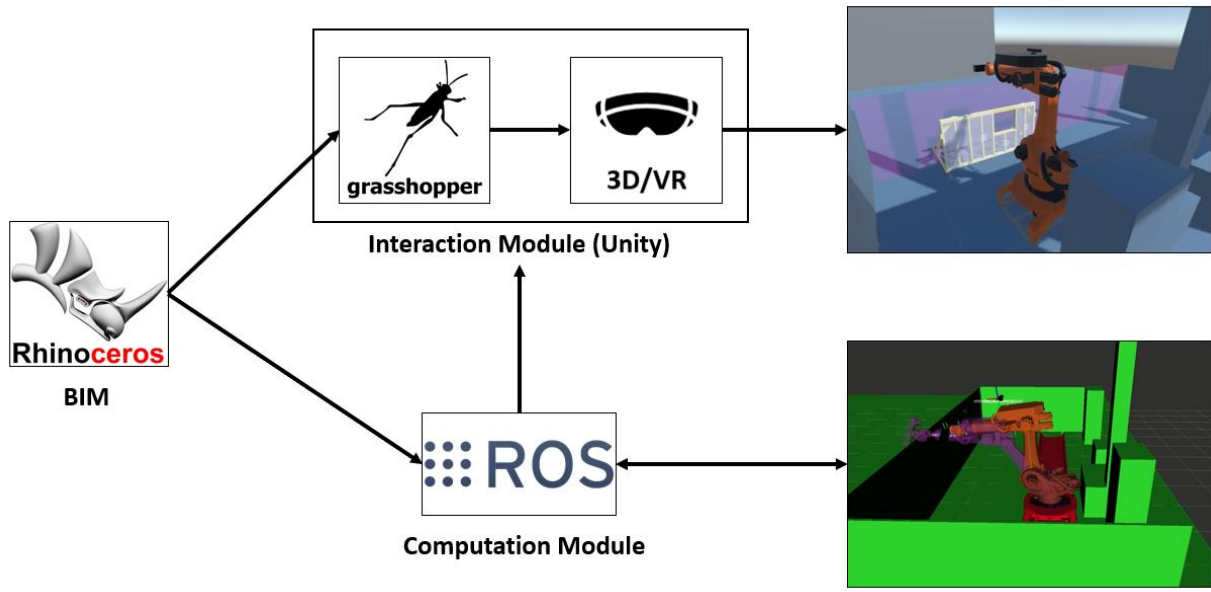 grasshopper
3D/VR
Interaction Module (Unity)
Rhinoceros
BIM
ROS
Computation Module